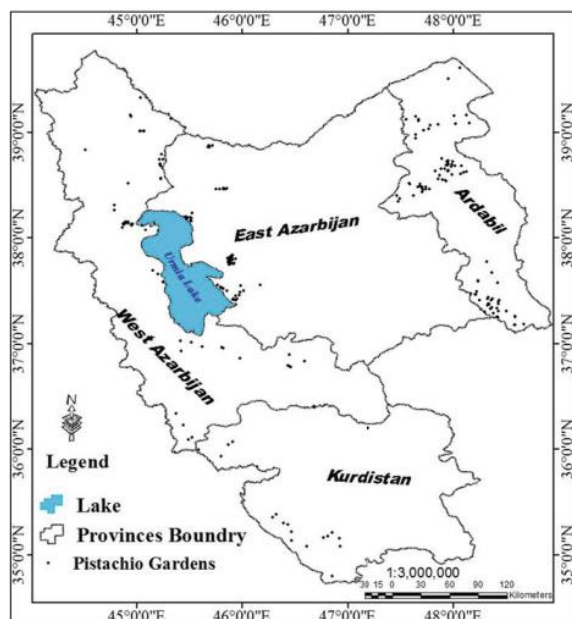 45°0'0"E 46°0'0"E 47°0'0"E 48°0'0"E
39°0'0"N 39°0'0"N
38°0'0"N 38°0'0"N
37°0'0"N 37°0'0"N
36°0'0"N 36°0'0"N
35°0'0"N 35°0'0"N
Ardabil
East Azarbijan
Urmia Lake
West Azarbijan
Kurdistan
N
Legend
Lake
Provinces Boundry
Pistachio Gardens
1:3,000,000
30 15 0 30 60 90 120
Kilometers
45°0'0"E 46°0'0"E 47°0'0"E 48°0'0"E